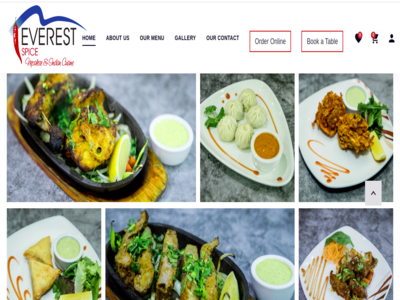 EVEREST
SPICE
Nepalese & Indian Cuisine
HOME ABOUT US OUR MENU GALLERY OUR CONTACT Order Online Book a Table